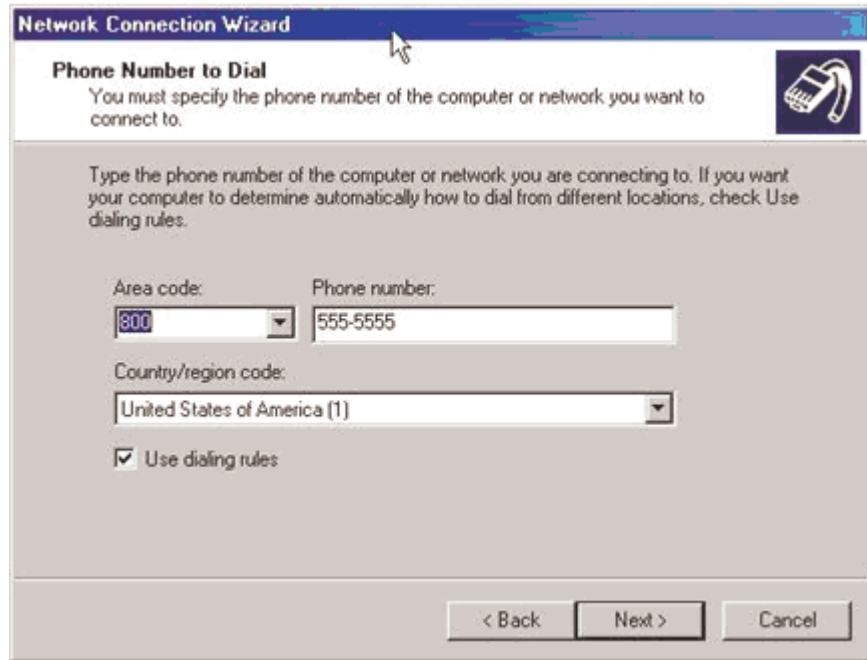 Network Connection Wizard
Phone Number to Dial
You must specify the phone number of the computer or network you want to
connect to.
Type the phone number of the computer or network you are connecting to. If you want
your computer to determine automatically how to dial from different locations, check Use
dialing rules.
Area code: Phone number:
800 555-5555
Country/region code:
United States of America (1)
Use dialing rules
< Back Next > Cancel